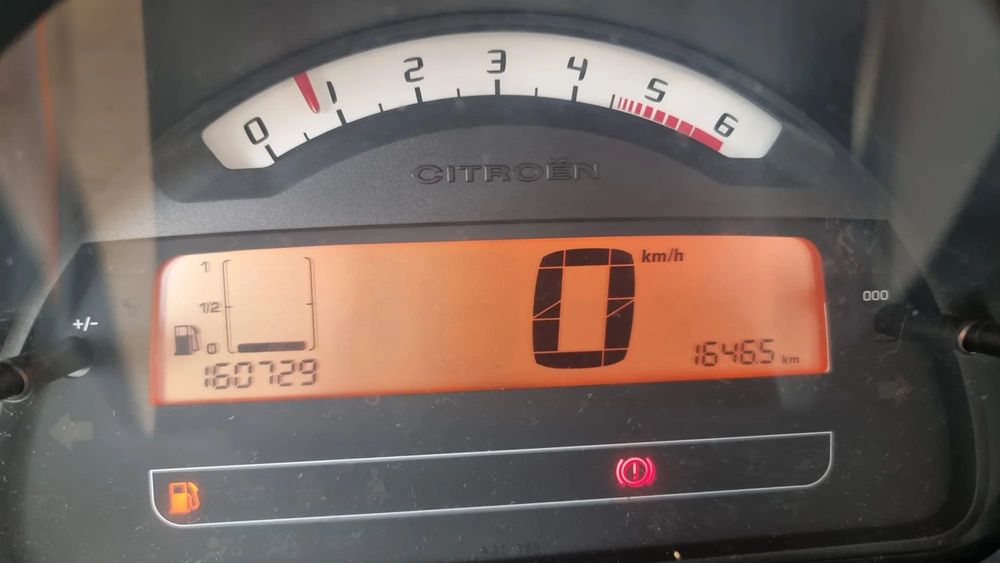 0 1 2 3 4 5 6
CITROËN
1
1/2
0
0 km/h
+/-
000
160729
1646.5 km